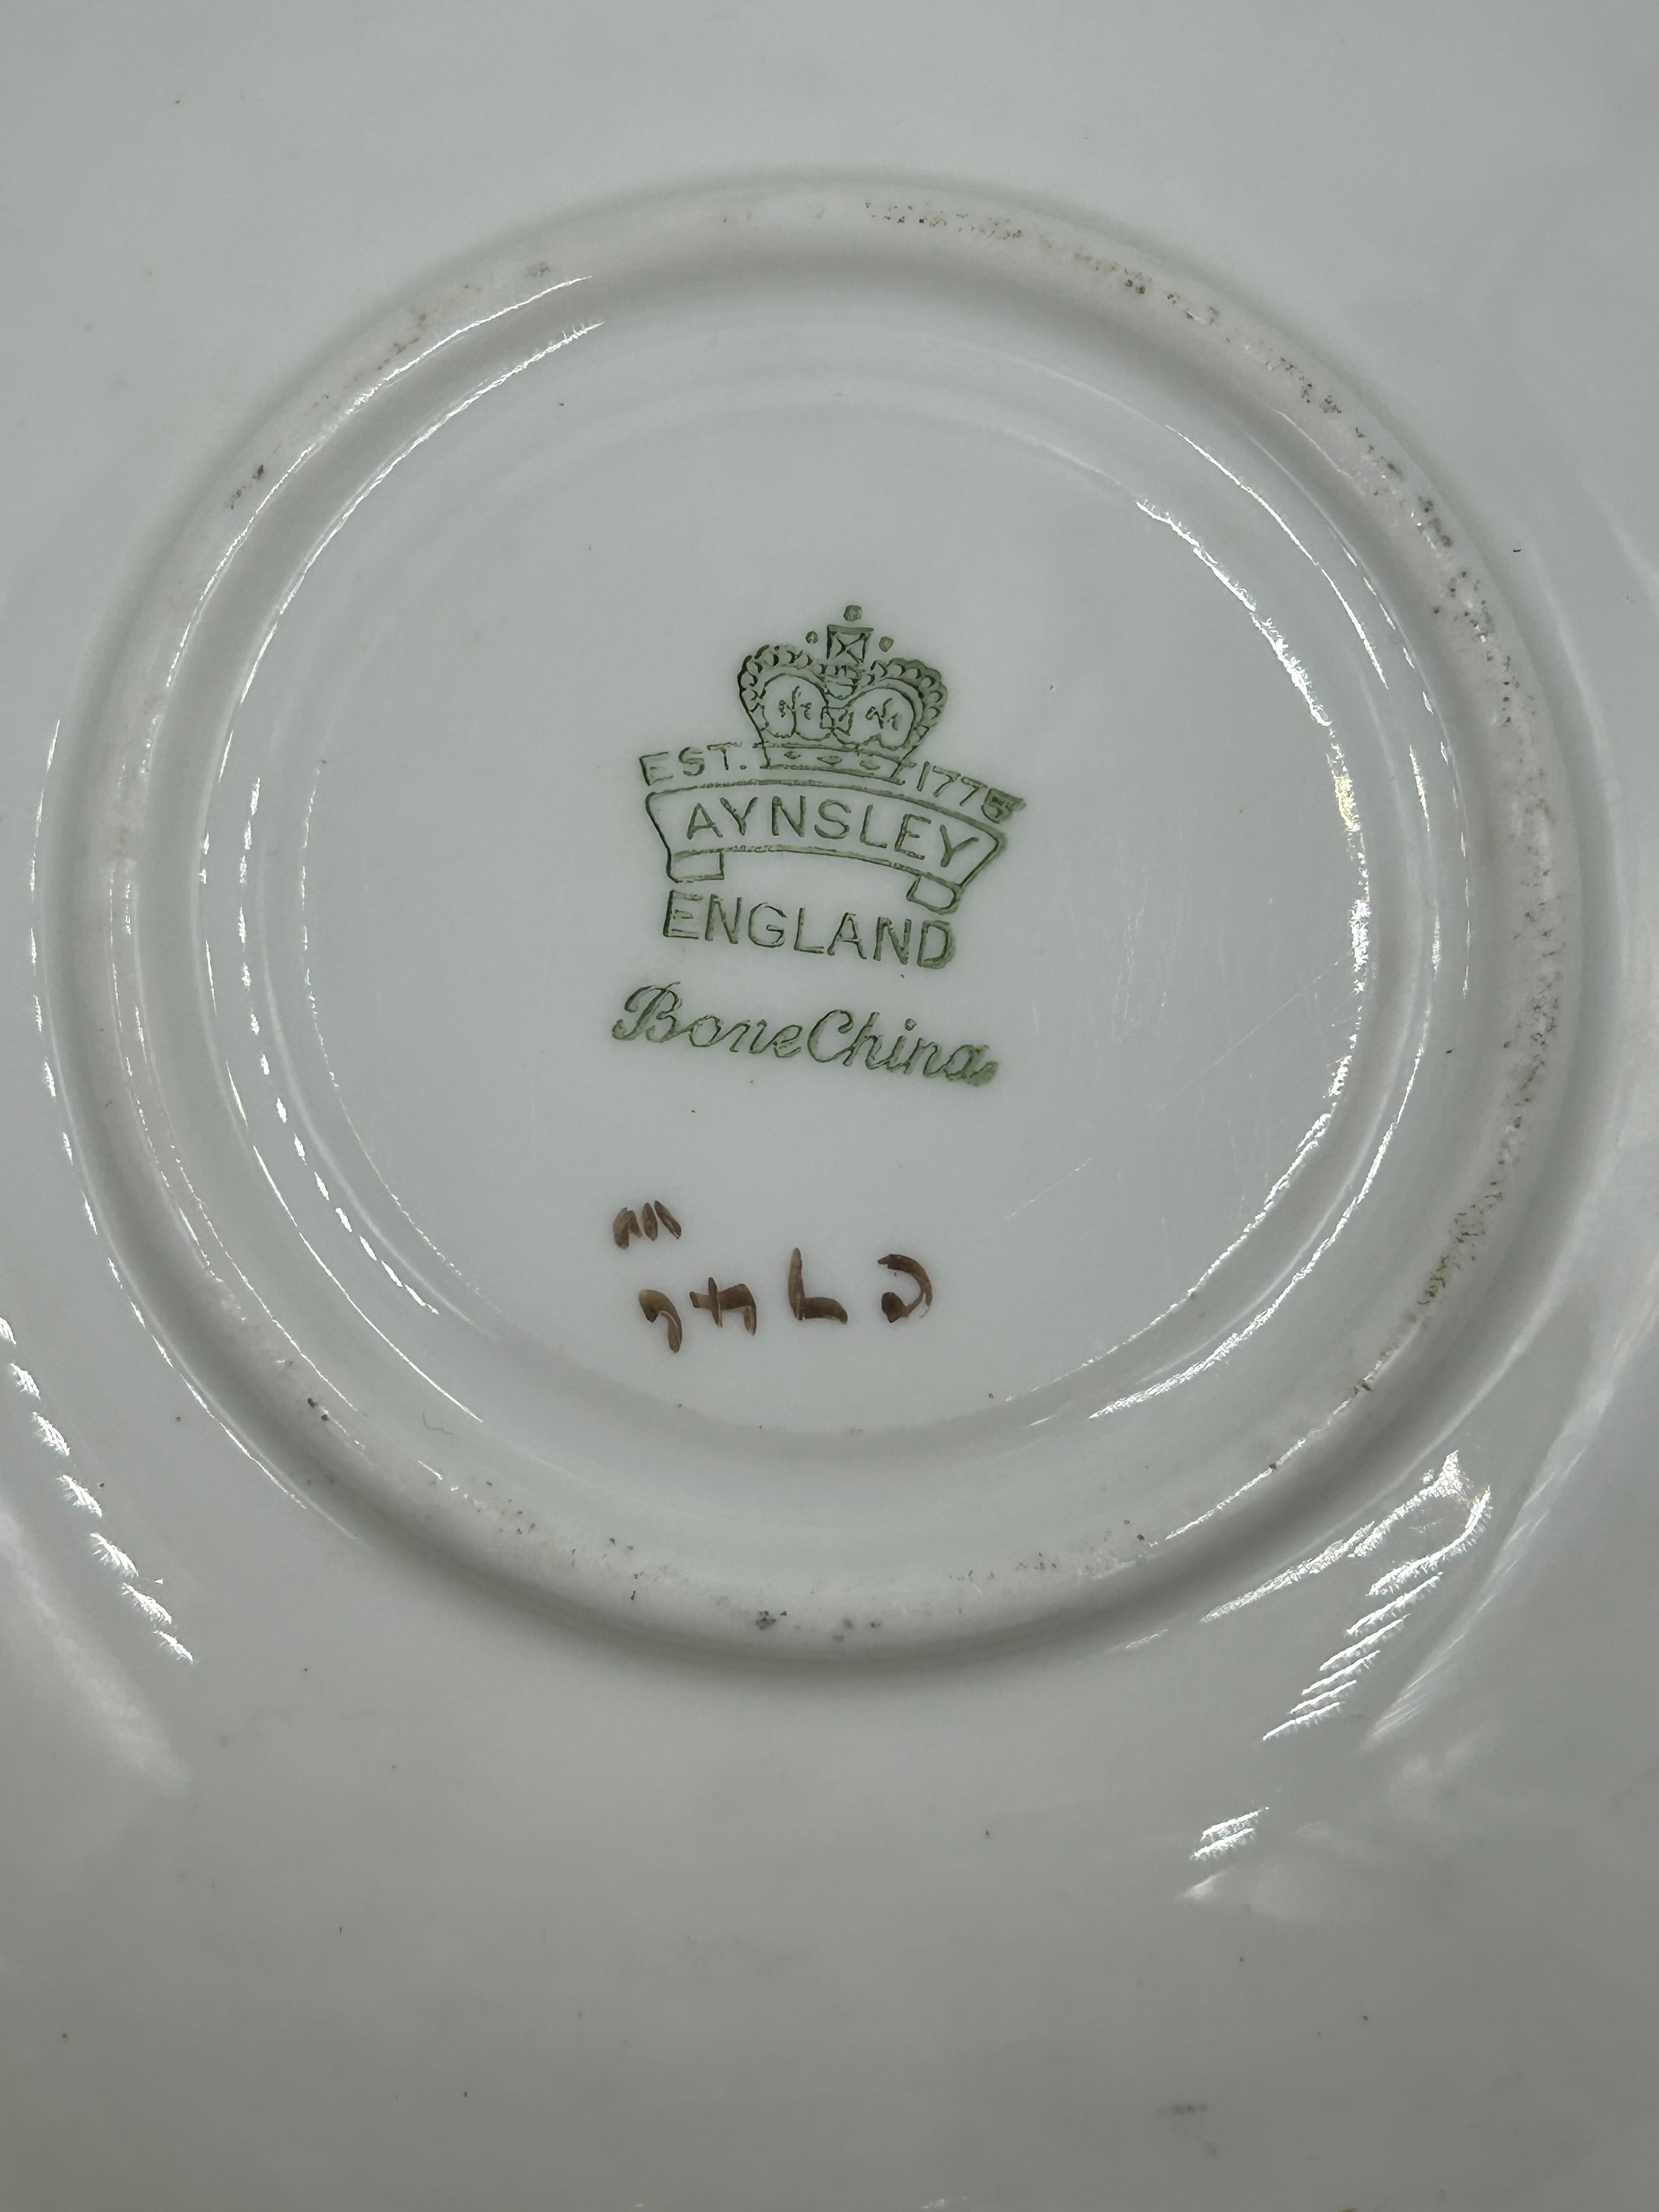 EST. 1775
AYNSLEY
ENGLAND
Bone China